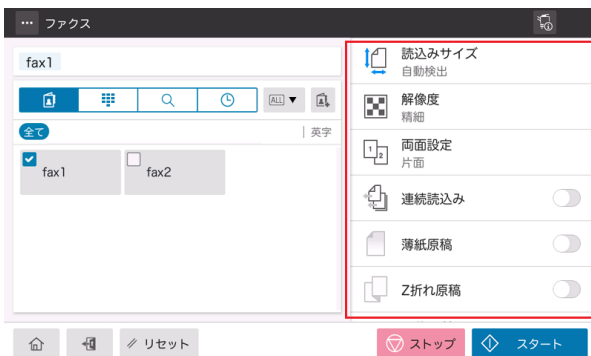 … ファクス
fax1
ALL ▼
全て
英字
fax1
fax2
読込みサイズ
自動検出
解像度
精細
1 2 両面設定
片面
連続読込み
薄紙原稿
Z折れ原稿
リセット
ストップ
スタート